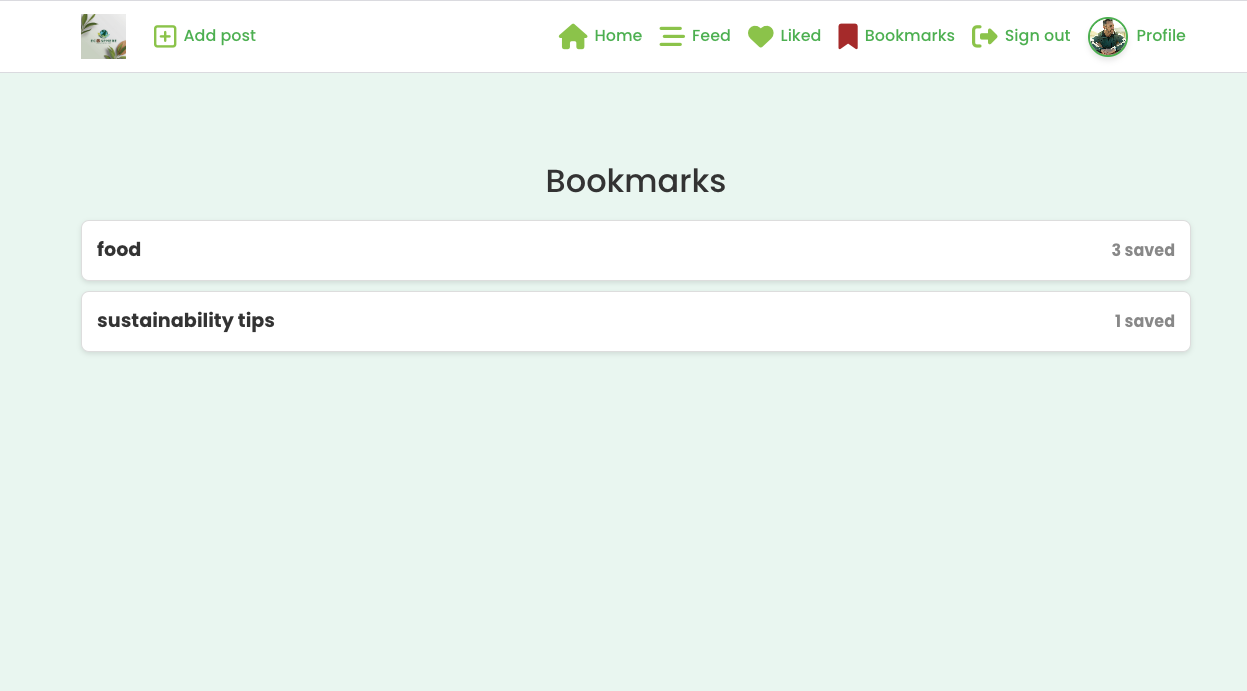 Add post
Home Feed Liked Bookmarks Sign out Profile
Bookmarks
food 3 saved
sustainability tips 1 saved